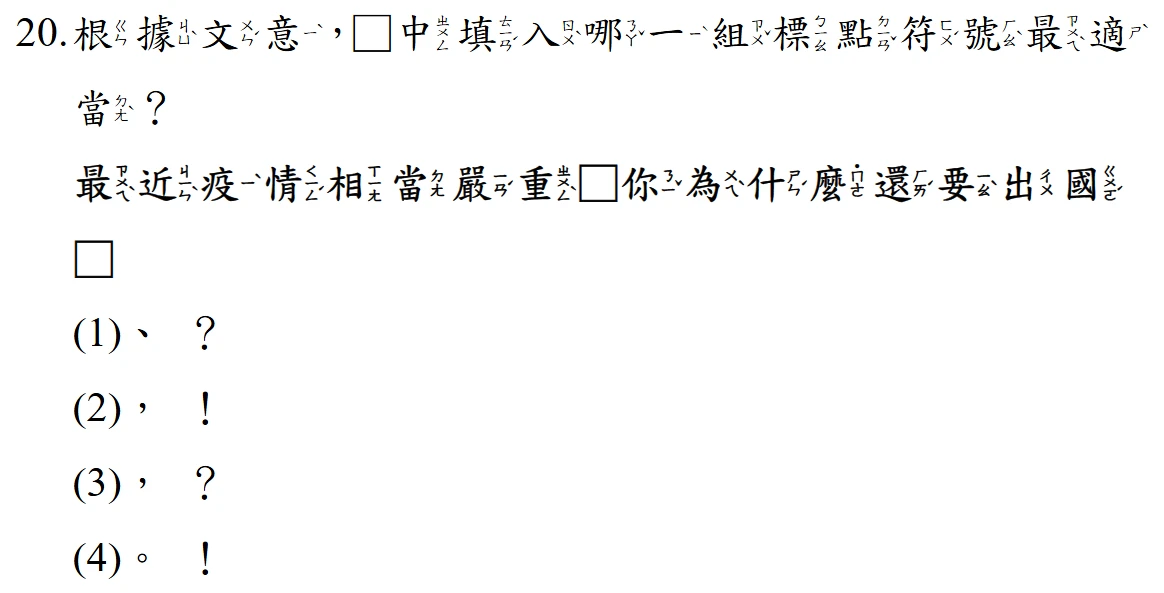 20.根據文意，□中填入哪一組標點符號最適
當？
最近疫情相當嚴重□你為什麼還要出國
□
(1)、 ？
(2)， ！
(3)， ？
(4)。 ！